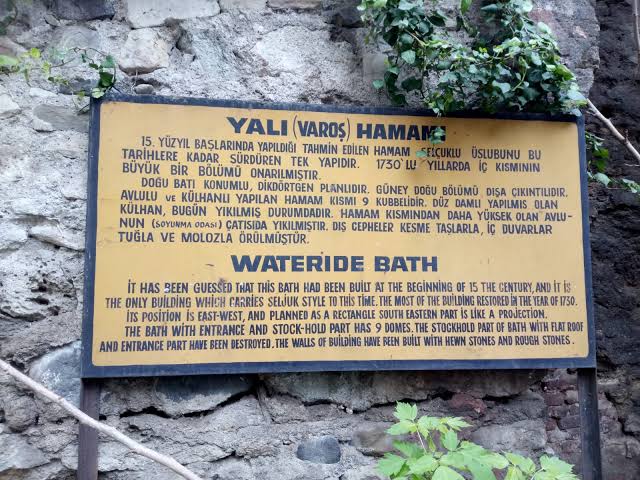 YALI (VAROŞ) HAMAMI
15. YÜZYIL BAŞLARINDA YAPILDIĞI TAHMİN EDİLEN HAMAM SELÇUKLU ÜSLUBUNU BU
TARİHLERE KADAR SÜRDÜREN TEK YAPIDIR. 1730'LU YILLARDA İÇ KISMININ
BÜYÜK BİR BÖLÜMÜ ONARILMIŞTIR.
DOĞU BATI KONUMLU, DİKDÖRTGEN PLANLIDIR. GÜNEY DOĞU BÖLÜMÜ DIŞA ÇIKINTILIDIR.
AVLULU VE KÜLHANLI YAPILAN HAMAM KISMI 9 KUBBELİDİR. DÜZ DAMLI YAPILMIŞ OLAN
KÜLHAN, BUGÜN YIKILMIŞ DURUMDADIR. HAMAM KISMINDAN DAHA YÜKSEK OLAN AVLU-
NUN (SOYUNMA ODASI) ÇATISIDA YIKILMIŞTIR. DIŞ CEPHELER KESME TAŞLARLA, İÇ DUVARLAR
TUĞLA VE MOLOZLA ÖRÜLMÜŞTÜR.
WATERIDE BATH
IT HAS BEEN GUESSED THAT THIS BATH HAD BEEN BUILT AT THE BEGINNING OF 15 THE CENTURY, AND IT IS
THE ONLY BUILDING WHICH CARRIES SELJUK STYLE TO THIS TIME. THE MOST OF THE BUILDING RESTORED IN THE YEAR OF 1730.
ITS POSITION IS EAST-WEST, AND PLANNED AS A RECTANGLE SOUTH EASTERN PART IS LIKE A PROJECTION.
THE BATH WITH ENTRANCE AND STOCK-HOLD PART HAS 9 DOMES. THE STOCKHOLD PART OF BATH WITH FLAT ROOF
AND ENTRANCE PART HAVE BEEN DESTROYED. THE WALLS OF BUILDING HAVE BEEN BUILT WITH HEWN STONES AND ROUGH STONES.